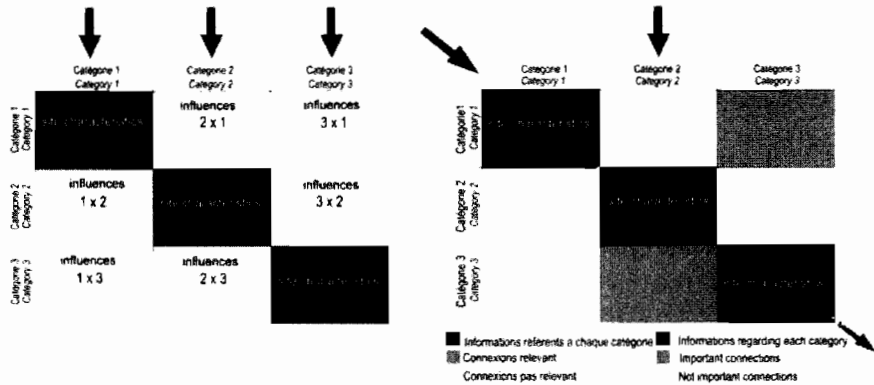 Catégorie 1 Catégorie 2 Catégorie 3
Category 1 Category 2 Category 3
Catégorie 1
Category 1
influences
2 x 1
influences
3 x 1
Catégorie 2
Category 2
influences
1 x 2
influences
3 x 2
Catégorie 3
Category 3
influences
1 x 3
influences
2 x 3
Catégorie 1 Catégorie 2 Catégorie 3
Category 1 Category 2 Category 3
Catégorie 1
Category 1
Catégorie 2
Category 2
Catégorie 3
Category 3
Informations referents a chaque catégorie
Connexions relevant
Connexions pas relevant
Informations regarding each category
Important connections
Not important connections